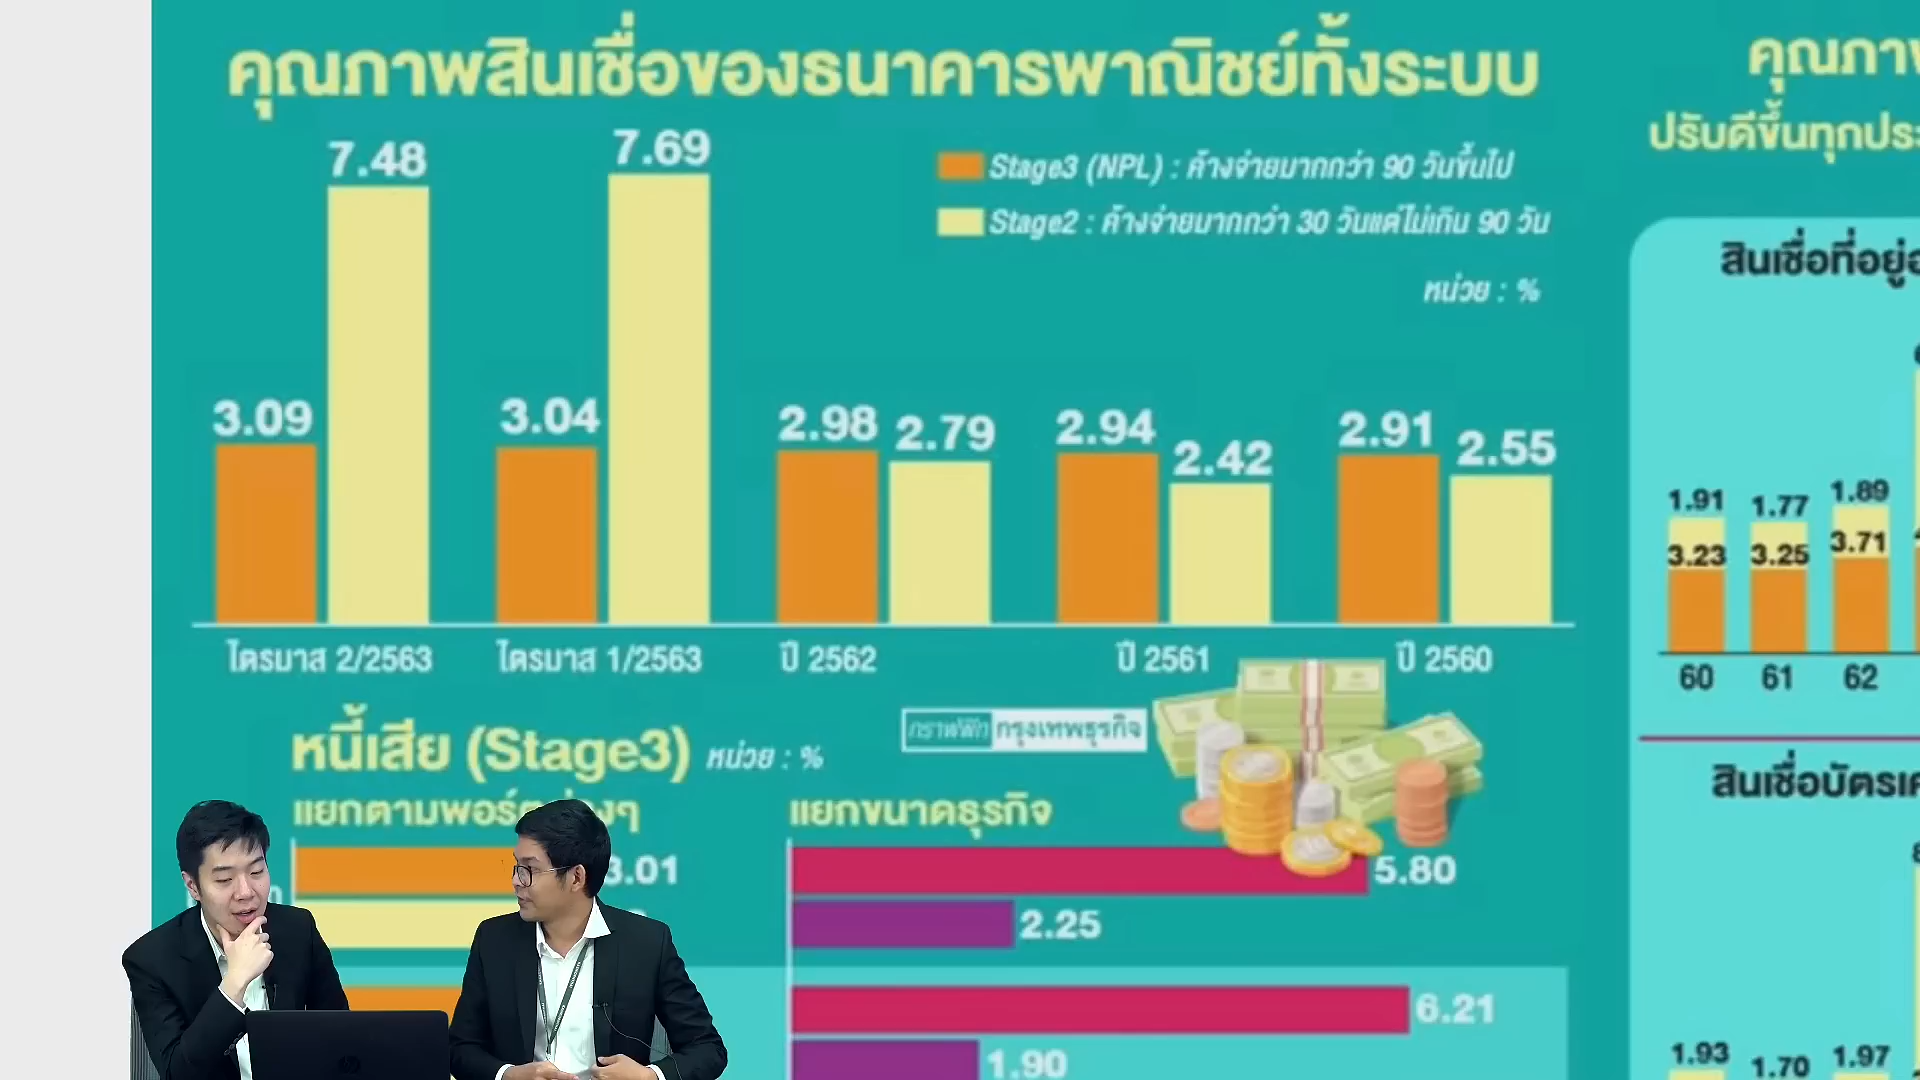 คุณภาพสินเชื่อของธนาคารพาณิชย์ทั้งระบบ
7.48
7.69
Stage3 (NPL) : ค้างจ่ายมากกว่า 90 วันขึ้นไป
Stage2 : ค้างจ่ายมากกว่า 30 วันแต่ไม่เกิน 90 วัน
หน่วย : %
3.09
3.04
2.98
2.79
2.94
2.42
2.91
2.55
ไตรมาส 2/2563
ไตรมาส 1/2563
ปี 2562
ปี 2561
ปี 2560
หนี้เสีย (Stage3) หน่วย : %
กราฟฟิก กรุงเทพธุรกิจ
แยกขนาดธุรกิจ
3.01
5.80
2.25
6.21
1.90
ปรับดีขึ้นทุก
1.91
1.77
1.89
3.23
3.25
3.71
60
61
62
1.93
1.70
1.97